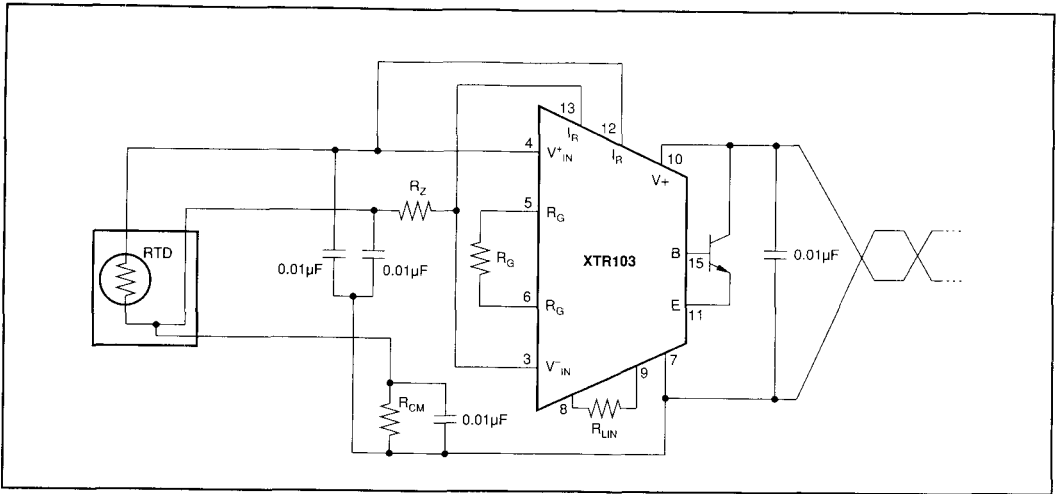 13
I_R
12
I_R
4
V⁺_IN
10
V+
R_Z
5
R_G
RTD
0.01µF
0.01µF
R_G
XTR103
B
15
0.01µF
6
R_G
E
11
3
V⁻_IN
7
9
8
R_LIN
R_CM
0.01µF